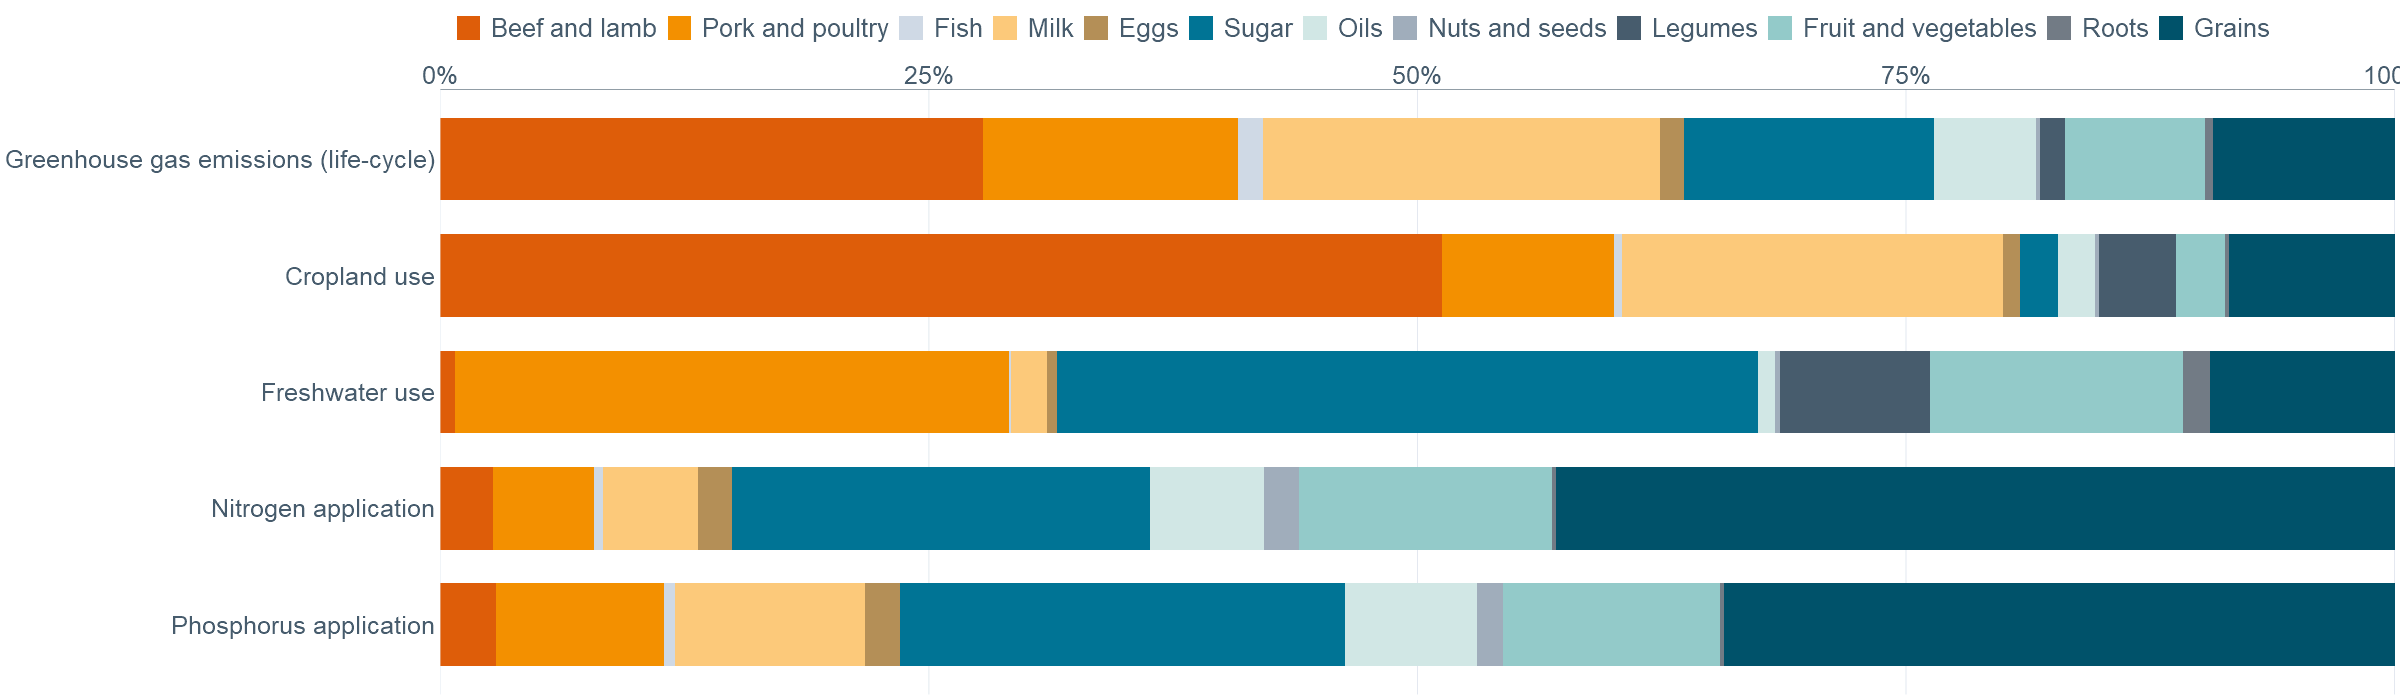 Beef and lamb Pork and poultry Fish Milk Eggs Sugar Oils Nuts and seeds Legumes Fruit and vegetables Roots Grains
0% 25% 50% 75% 100
Greenhouse gas emissions (life-cycle)
Cropland use
Freshwater use
Nitrogen application
Phosphorus application